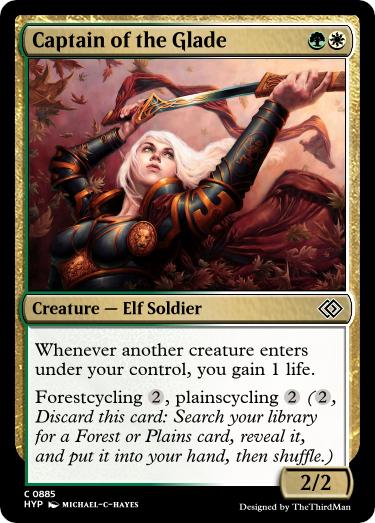 Captain of the Glade
Creature — Elf Soldier
Whenever another creature enters
under your control, you gain 1 life.
Forestcycling 2, plainscycling 2 (2,
Discard this card: Search your library
for a Forest or Plains card, reveal it,
and put it into your hand, then shuffle.)
2/2
C 0885
HYP MICHAEL-C-HAYES
Designed by TheThirdMan